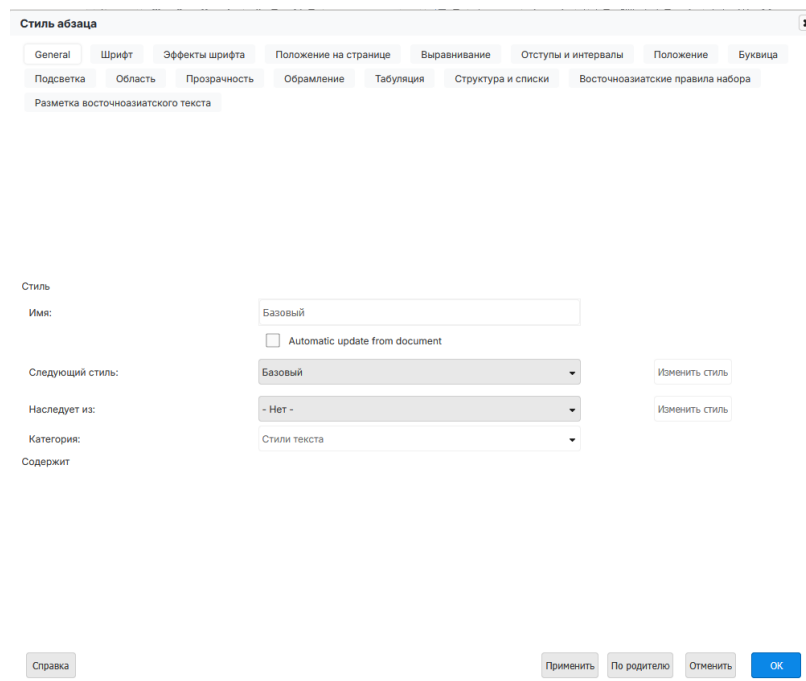 Стиль абзаца
General Шрифт Эффекты шрифта Положение на странице Выравнивание Отступы и интервалы Положение Буквица
Подсветка Область Прозрачность Обрамление Табуляция Структура и списки Восточноазиатские правила набора
Разметка восточноазиатского текста
Стиль
Имя: Базовый
Automatic update from document
Следующий стиль: Базовый Изменить стиль
Наследует из: - Нет - Изменить стиль
Категория: Стили текста
Содержит
Справка Применить По родителю Отменить OK